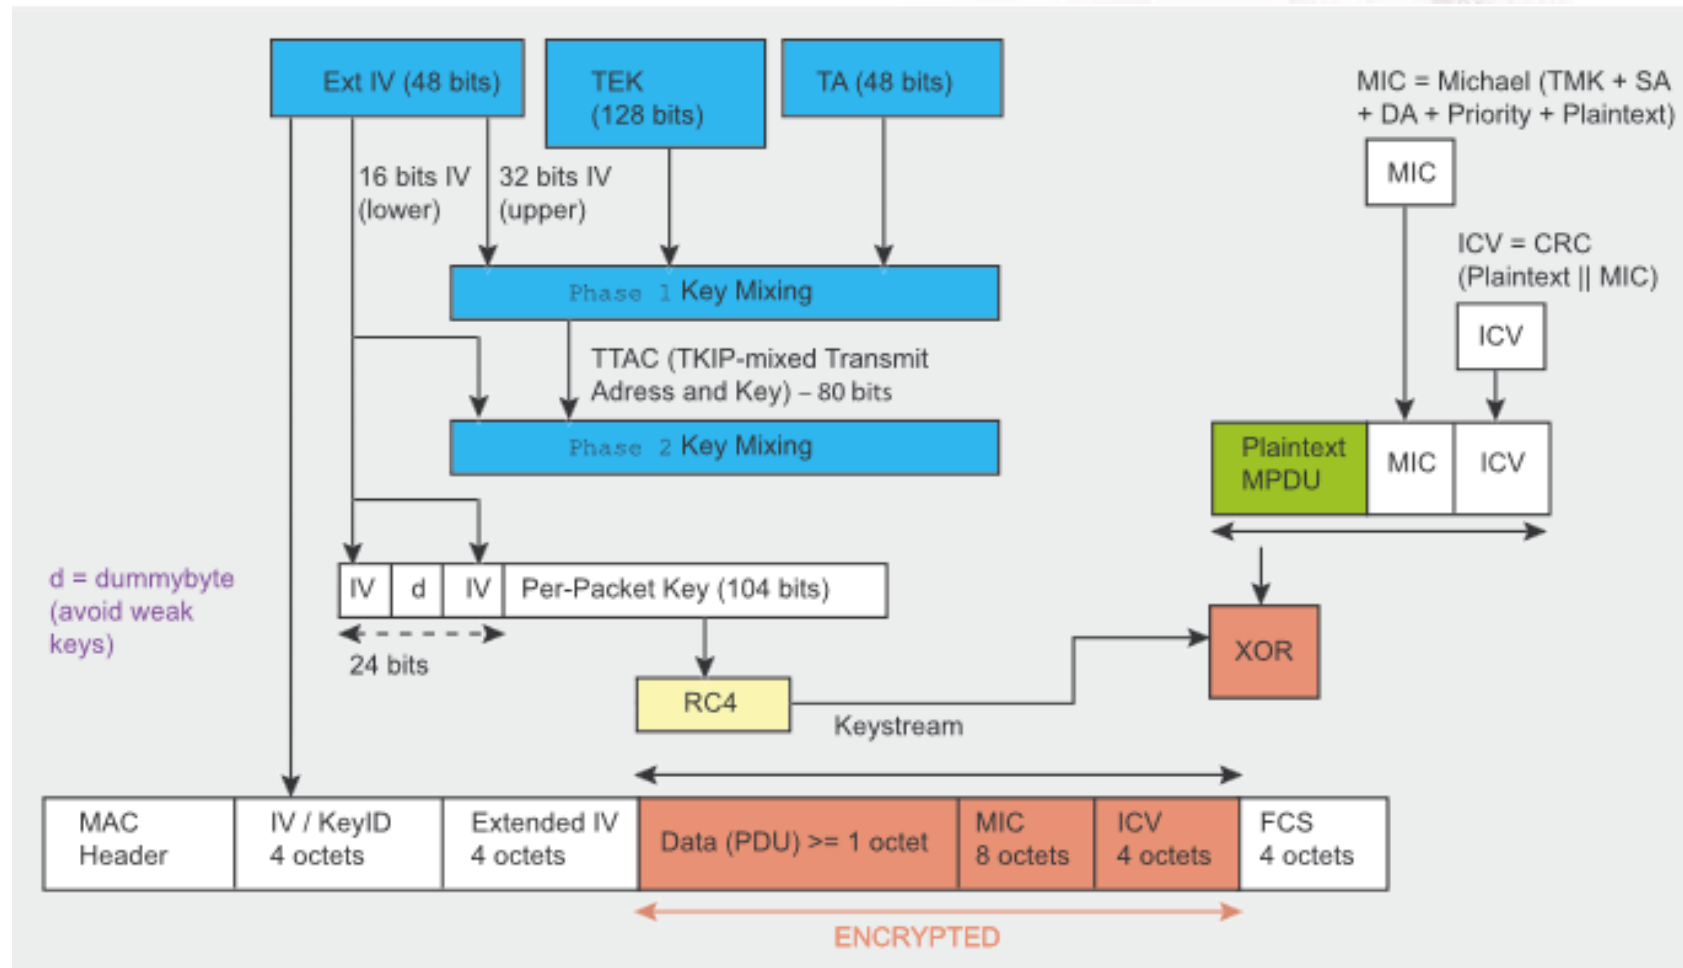 Ext IV (48 bits)
TEK
(128 bits)
TA (48 bits)
MIC = Michael (TMK + SA
+ DA + Priority + Plaintext)
MIC
16 bits IV
(lower)
32 bits IV
(upper)
ICV = CRC
(Plaintext || MIC)
ICV
Phase 1 Key Mixing
TTAC (TKIP-mixed Transmit
Adress and Key) – 80 bits
Phase 2 Key Mixing
Plaintext
MPDU
MIC
ICV
d = dummybyte
(avoid weak
keys)
IV
d
IV
Per-Packet Key (104 bits)
24 bits
RC4
Keystream
XOR
MAC
Header
IV / KeyID
4 octets
Extended IV
4 octets
Data (PDU) >= 1 octet
MIC
8 octets
ICV
4 octets
FCS
4 octets
ENCRYPTED